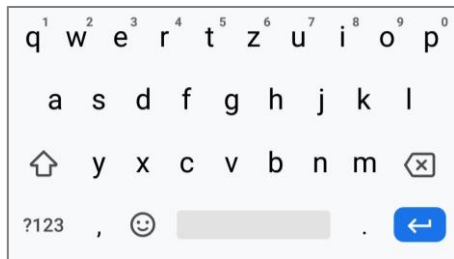 q1 w2 e3 r4 t5 z6 u7 i8 o9 p0
a s d f g h j k l
y x c v b n m
?123 , .